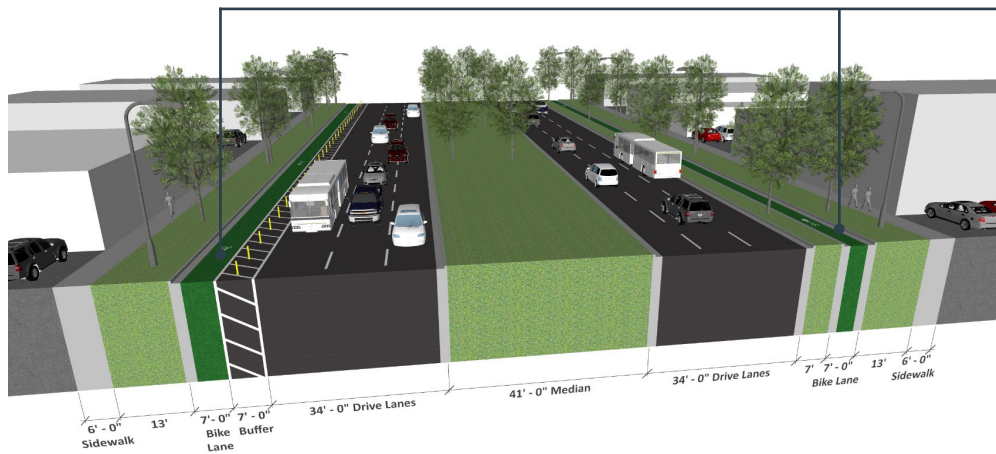 6' - 0"
Sidewalk
13'
7'- 0"
Bike
Lane
7'- 0"
Buffer
34' - 0" Drive Lanes
41' - 0" Median
34' - 0" Drive Lanes
7'
7' - 0"
Bike Lane
13'
6'- 0"
Sidewalk